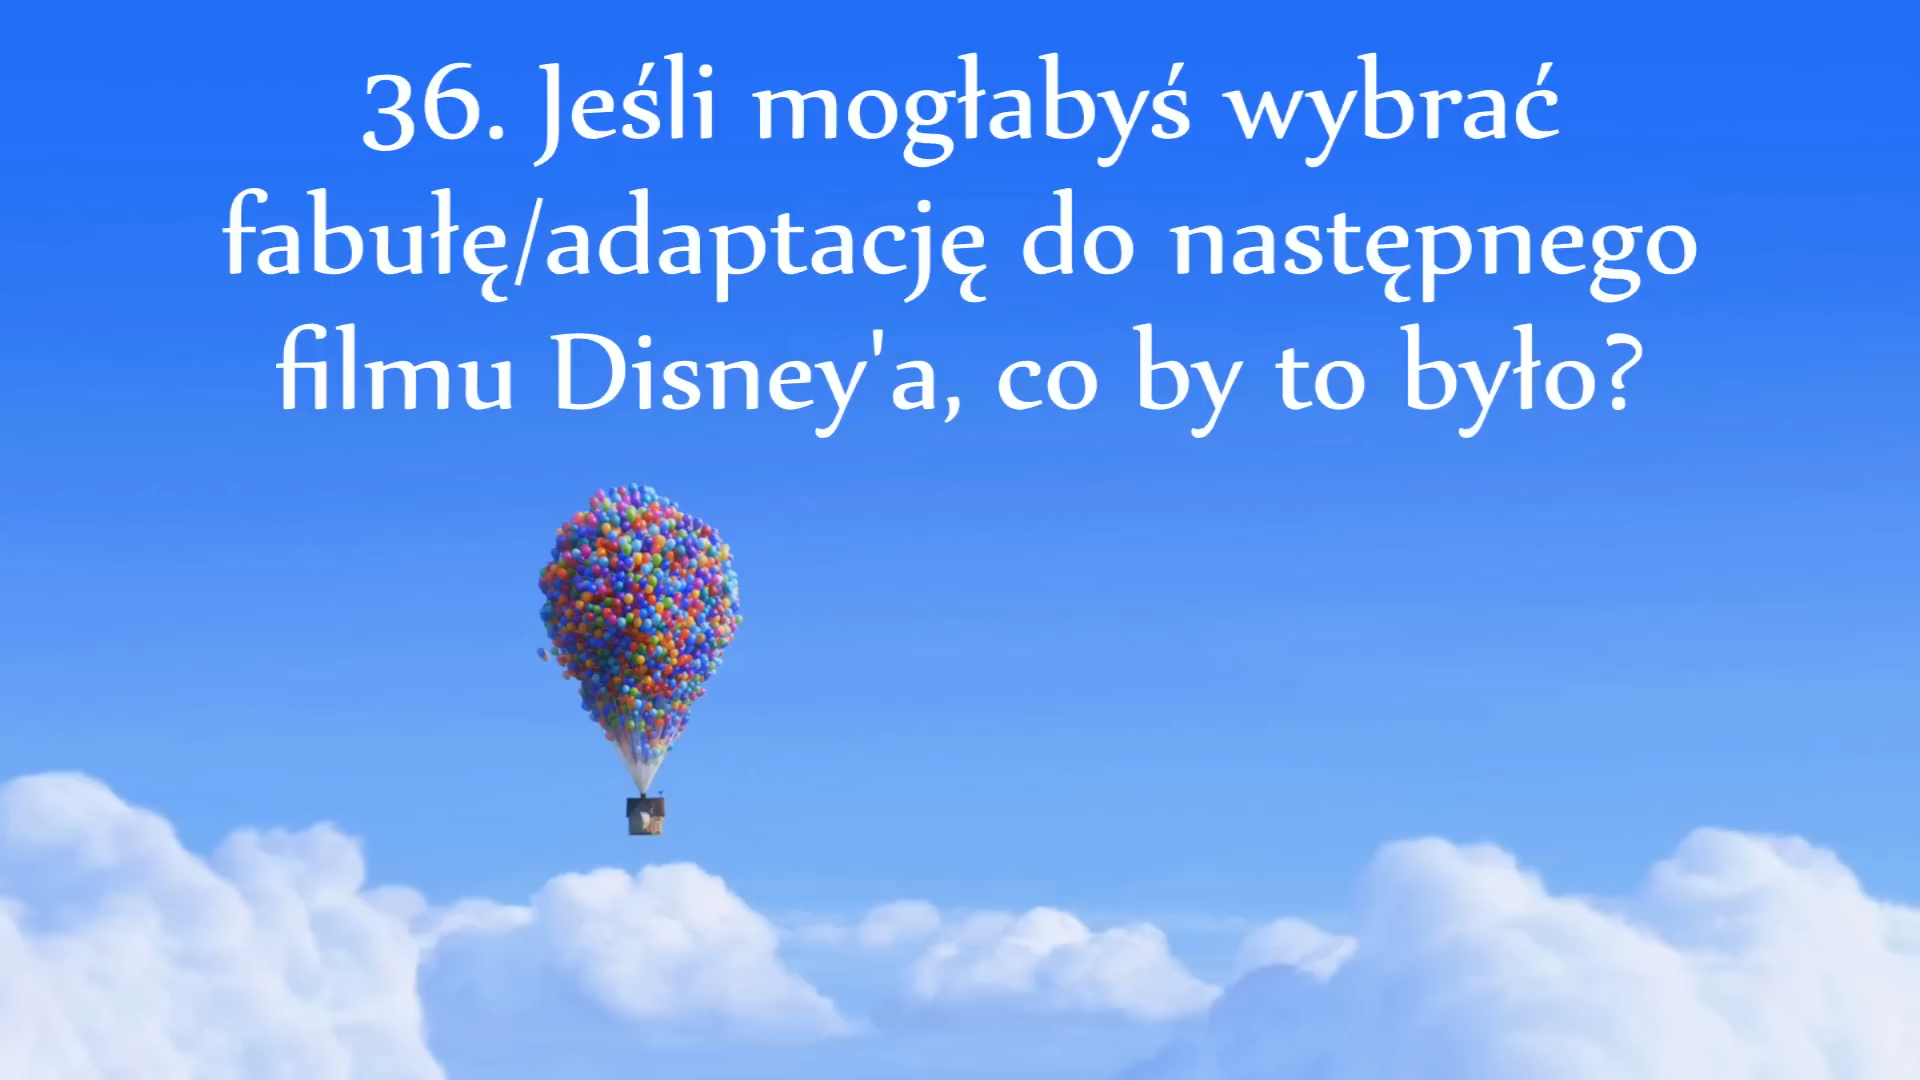 36. Jeśli mogłabyś wybrać
fabułę/adaptację do następnego
filmu Disney'a, co by to było?